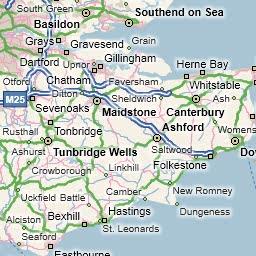 South Green
Southend on Sea
Basildon
Grays
Gravesend
Grain
Dartford
Upnor
Gillingham
Herne Bay
Otford
Chatham
Faversham
Whitstable
Ditton
Sheldwich
Ash
M25
Sevenoaks
Maidstone
Canterbury
Rusthall
Tonbridge
Ashford
Womens
Ashurst
Tunbridge Wells
Saltwood
Do
Crowborough
Linkhill
Folkestone
Uckfield
Battle
Camber
New Romney
Alciston
Bexhill
Hastings
Dungeness
Seaford
St. Leonards
Eastbourne